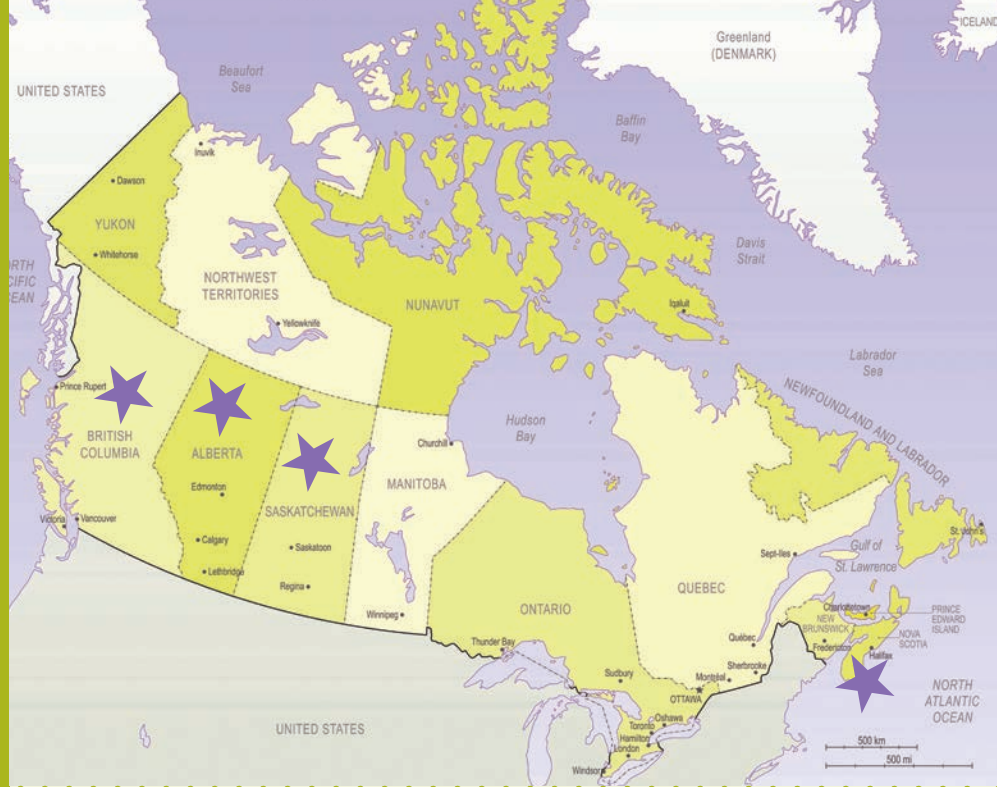 Greenland
(DENMARK)
ICELAND
Beaufort
Sea
UNITED STATES
Baffin
Bay
Inuvik
Dawson
YUKON
Whitehorse
Davis
Strait
NORTHWEST
TERRITORIES
NUNAVUT
Iqaluit
Yellowknife
Labrador
Sea
Prince Rupert
NEWFOUNDLAND AND LABRADOR
Hudson
Bay
BRITISH
COLUMBIA
ALBERTA
Churchill
MANITOBA
Edmonton
SASKATCHEWAN
Victoria
Vancouver
Calgary
Saskatoon
St. John's
Gulf of
St. Lawrence
Sept-Iles
Lethbridge
Regina
QUEBEC
ONTARIO
Winnipeg
Charlottetown
PRINCE
EDWARD
ISLAND
NEW
BRUNSWICK
NOVA
SCOTIA
Fredericton
Halifax
Thunder Bay
Québec
Sherbrooke
Montréal
Sudbury
OTTAWA
NORTH
ATLANTIC
OCEAN
UNITED STATES
Oshawa
Toronto
Hamilton
London
Windsor
500 km
500 mi